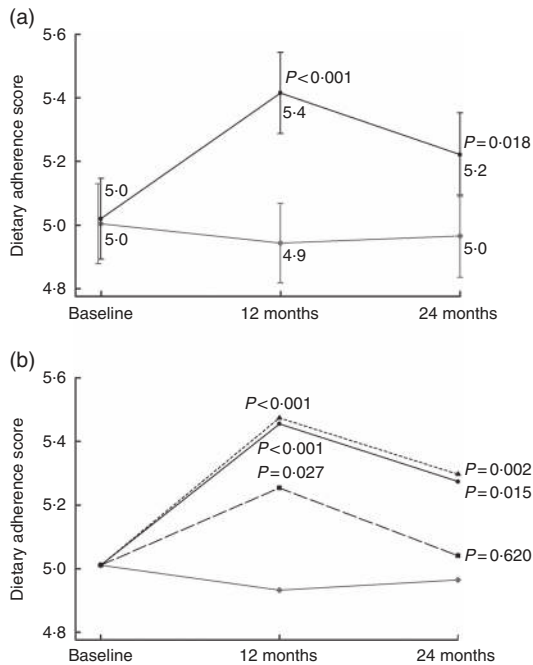 (a)
5·6
5·4
5·2
5·0
4·8
Dietary adherence score
P<0·001
5·4
P=0·018
5·2
5·0
5·0
4·9
5·0
Baseline
12 months
24 months
(b)
5·6
5·4
5·2
5·0
4·8
Dietary adherence score
P<0·001
P<0·001
P=0·027
P=0·002
P=0·015
P=0·620
Baseline
12 months
24 months